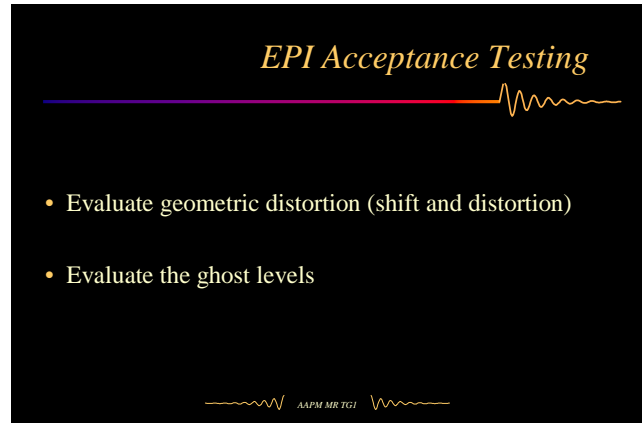 EPI Acceptance Testing
• Evaluate geometric distortion (shift and distortion)
• Evaluate the ghost levels
AAPM MR TG1